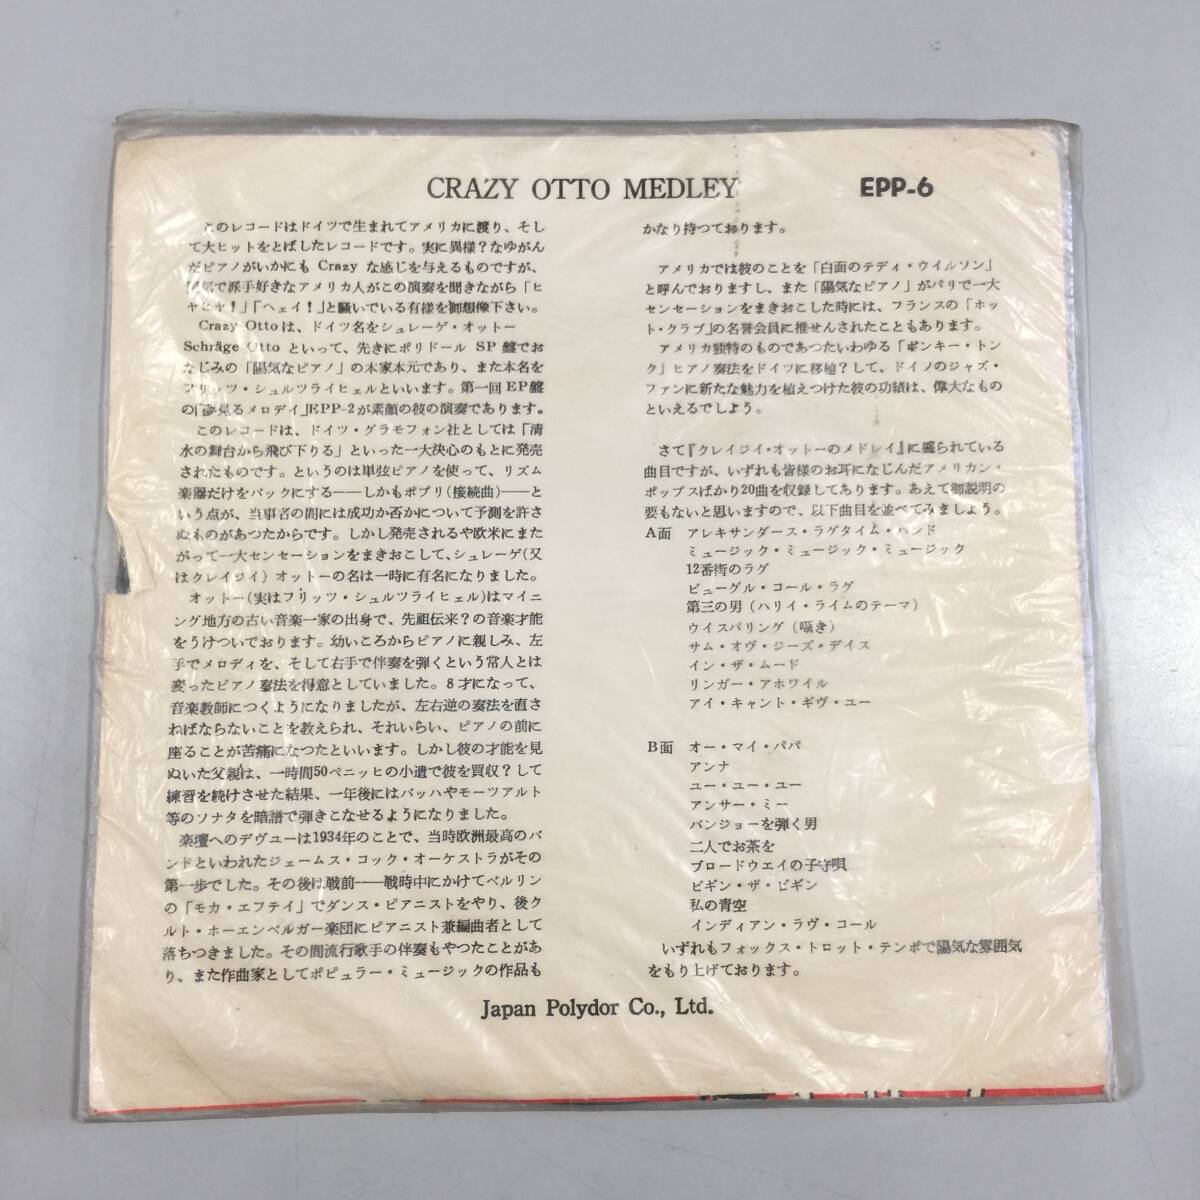 CRAZY OTTO MEDLEY
EPP-6
このレコードはドイツで生まれてアメリカに渡り、そし
て大ヒットをとばしたレコードです。実に異様？なゆがん
だピアノがいかにも Crazy な感じを与えるものですが、
陽気で派手好きなアメリカ人がこの演奏を聞きながら「ヒ
ヤヒヤ！」「ヘェイ！」と騒いでいる有様を御想像下さい。
Crazy Otto は、ドイツ名をシュレーゲ・オットー
Schräge Otto といって、先きにポリドール SP 盤でお
なじみの「陽気なピアノ」の本家本元であり、また本名を
フリッツ・シュルツライヒェルといいます。第一回EP盤
の「夢見るメロデイ」EPP-2が素顔の彼の演奏であります。
このレコードは、ドイツ・グラモフォン社としては「清
水の舞台から飛び下りる」といった一大決心のもとに発売
されたものです。というのは単弦ピアノを使って、リズム
楽器だけをバックにする——しかもポプリ(接続曲)——と
いう点が、当事者の間には成功か否かについて予測を許さ
ぬものがあつたからです。しかし発売されるや欧米にまた
がって一大センセーションをまきおこして、シュレーゲ(又
はクレイジイ）オットーの名は一時に有名になりました。
オットー(実はフリッツ・シュルツライヒェル)はマイニ
ング地方の古い音楽一家の出身で、先祖伝来？の音楽才能
をうけついでおります。幼いころからピアノに親しみ、左
手でメロディを、そして右手で伴奏を弾くという常人とは
変ったピアノ奏法を得意としていました。8才になって、
音楽教師につくようになりましたが、左右逆の奏法を直さ
ねばならないことを教えられ、それいらい、ピアノの前に
座ることが苦痛になつたといいます。しかし彼の才能を見
ぬいた父親は、一時間50ペニッヒの小遣で彼を買収？して
練習を続けさせた結果、一年後にはバッハやモーツアルト
等のソナタを暗譜で弾きこなせるようになりました。
楽壇へのデヴューは1934年のことで、当時欧洲最高のバ
ンドといわれたジェームス・コック・オーケストラがその
第一歩でした。その後は戦前——戦時中にかけてベルリン
の「モカ・エフテイ」でダンス・ピアニストをやり、後ク
ルト・ホーエンベルガー楽団にピアニスト兼編曲者として
落ちつきました。その間流行歌手の伴奏もやつたことがあ
り、また作曲家としてポピュラー・ミュージックの作品も
かなり持つております。
アメリカでは彼のことを「白面のテディ・ウイルソン」
と呼んでおりますし、また「陽気なピアノ」がパリで一大
センセーションをまきおこした時には、フランスの「ホッ
ト・クラブ」の名誉会員に推せんされたこともあります。
アメリカ独特のものであつたいわゆる「ホンキー・トン
ク」ピアノ奏法をドイツに移植？して、ドイノのジャズ・
ファンに新たな魅力を植えつけた彼の功績は、偉大なもの
といえるでしよう。
さて『クレイジイ・オットーのメドレイ』に盛られている
曲目ですが、いずれも皆様のお耳になじんだアメリカン・
ポップスばかり20曲を収録してあります。あえて御説明の
要もないと思いますので、以下曲目を並べてみましょう。
A面 アレキサンダース・ラグタイム・バンド
ミュージック・ミュージック・ミュージック
12番街のラグ
ビューグル・コール・ラグ
第三の男（ハリイ・ライムのテーマ）
ウイスパリング（囁き）
サム・オヴ・ジーズ・デイス
イン・ザ・ムード
リンガー・アホワイル
アイ・キャント・ギヴ・ユー
B面 オー・マイ・パパ
アンナ
ユー・ユー・ユー
アンサー・ミー
バンジョーを弾く男
二人でお茶を
ブロードウエイの子守唄
ビギン・ザ・ビギン
私の青空
インディアン・ラヴ・コール
いずれもフォックス・トロット・テンポで陽気な雰囲気
をもり上げております。
Japan Polydor Co., Ltd.